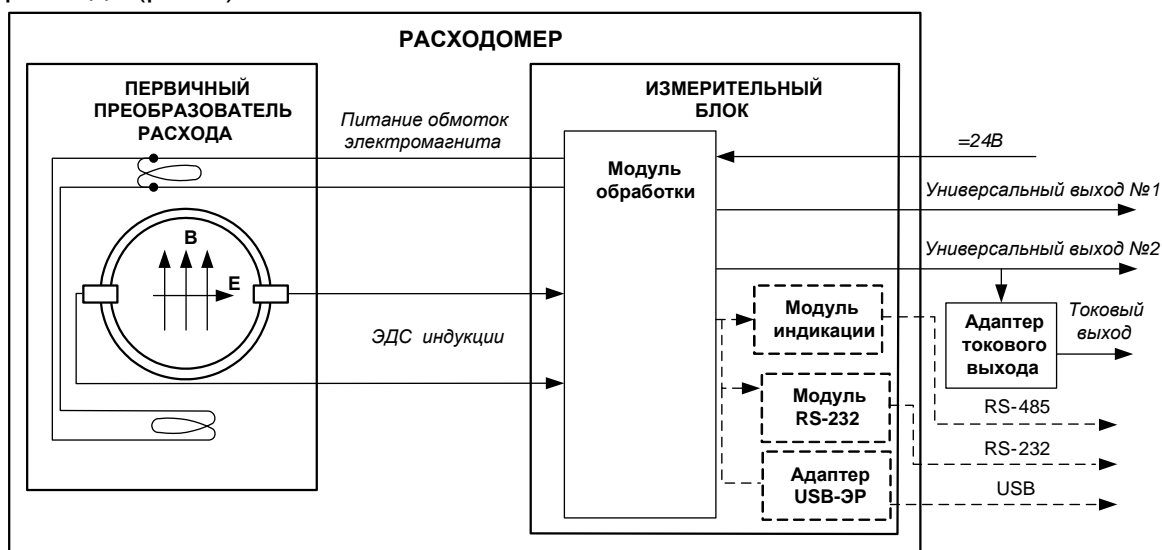 РАСХОДОМЕР
ПЕРВИЧНЫЙ
ПРЕОБРАЗОВАТЕЛЬ
РАСХОДА
Питание обмоток
электромагнита
B
E
ЭДС индукции
ИЗМЕРИТЕЛЬНЫЙ
БЛОК
Модуль
обработки
=24В
Универсальный выход №1
Универсальный выход №2
Модуль
индикации
Адаптер
токового
выхода
Токовый
выход
Модуль
RS-232
Адаптер
USB-ЭР
RS-485
RS-232
USB